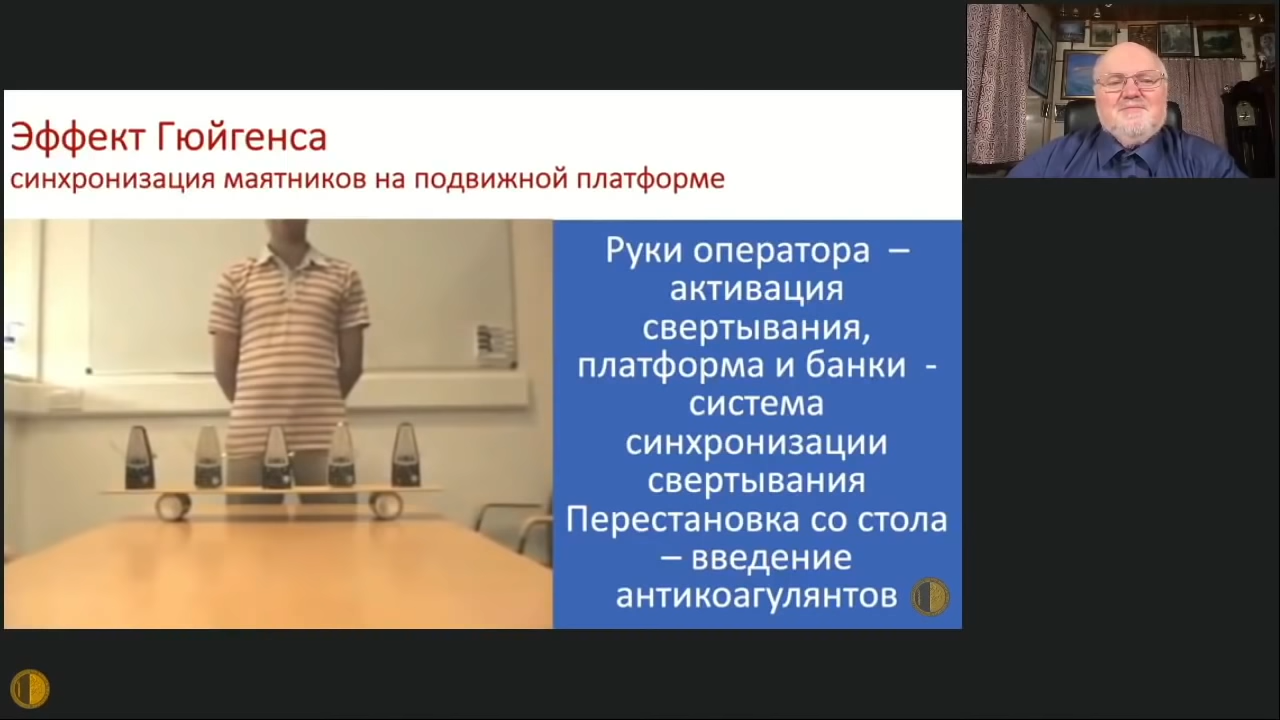 Эффект Гюйгенса
синхронизация маятников на подвижной платформе
Руки оператора –
активация
свертывания,
платформа и банки -
система
синхронизации
свертывания
Перестановка со стола
– введение
антикоагулянтов